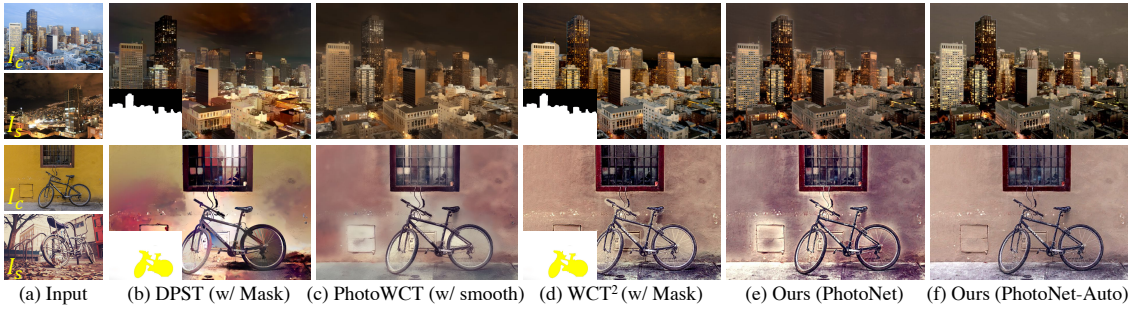 I_c
I_s
I_c
I_s
(a) Input (b) DPST (w/ Mask) (c) PhotoWCT (w/ smooth) (d) WCT² (w/ Mask) (e) Ours (PhotoNet) (f) Ours (PhotoNet-Auto)